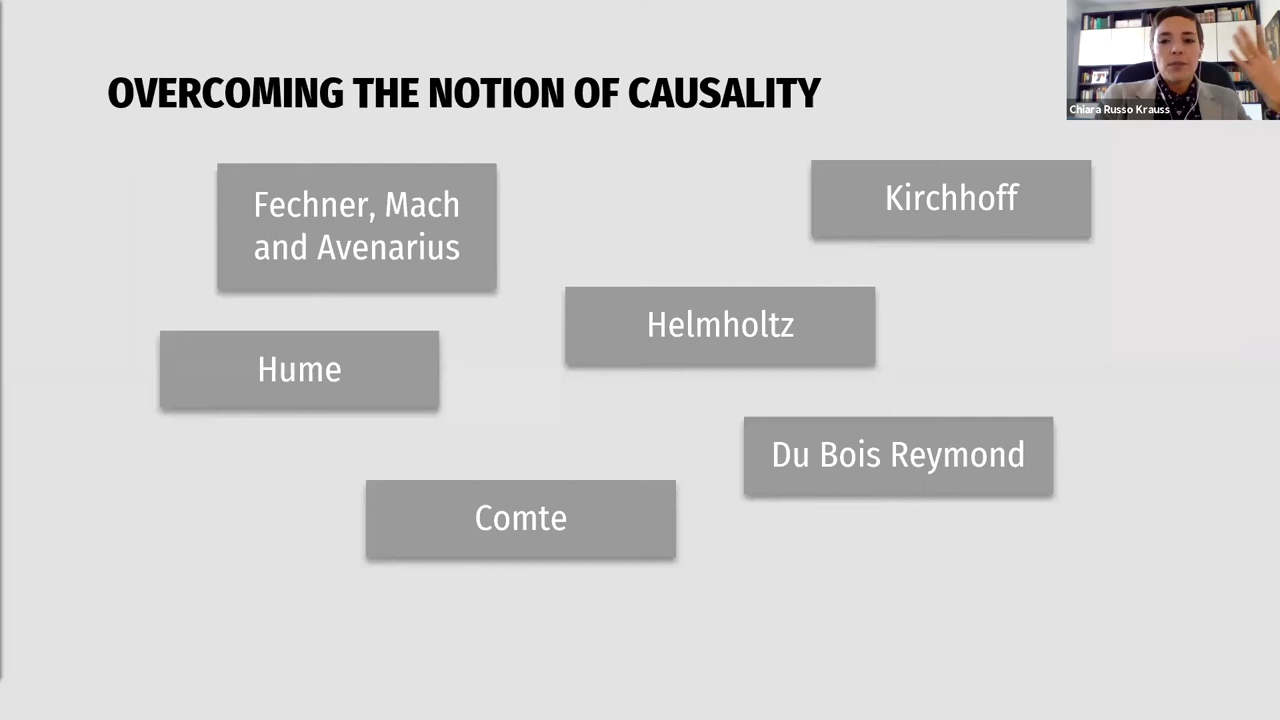 OVERCOMING THE NOTION OF CAUSALITY
Chiara Russo Krauss
Fechner, Mach
and Avenarius
Kirchhoff
Helmholtz
Hume
Du Bois Reymond
Comte